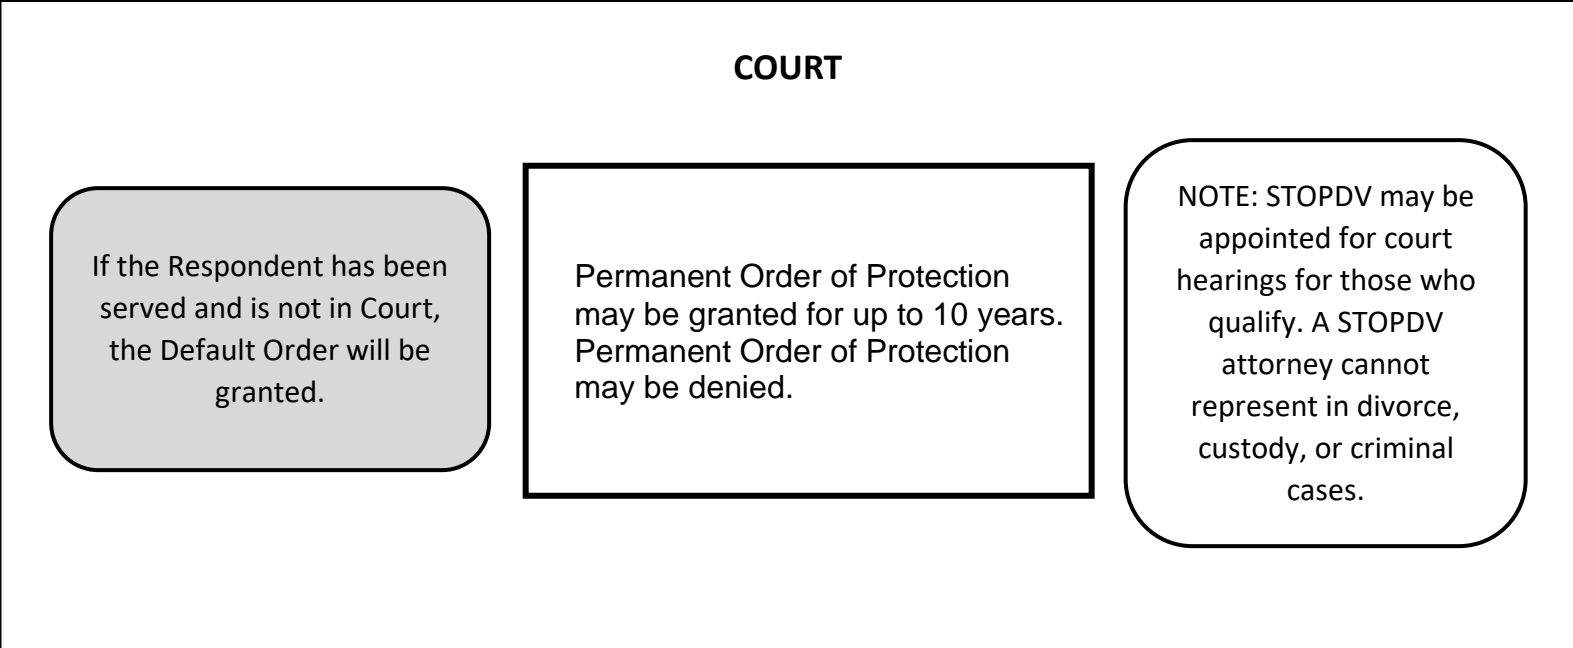 COURT
If the Respondent has been
served and is not in Court,
the Default Order will be
granted.
Permanent Order of Protection
may be granted for up to 10 years.
Permanent Order of Protection
may be denied.
NOTE: STOPDV may be
appointed for court
hearings for those who
qualify. A STOPDV
attorney cannot
represent in divorce,
custody, or criminal
cases.